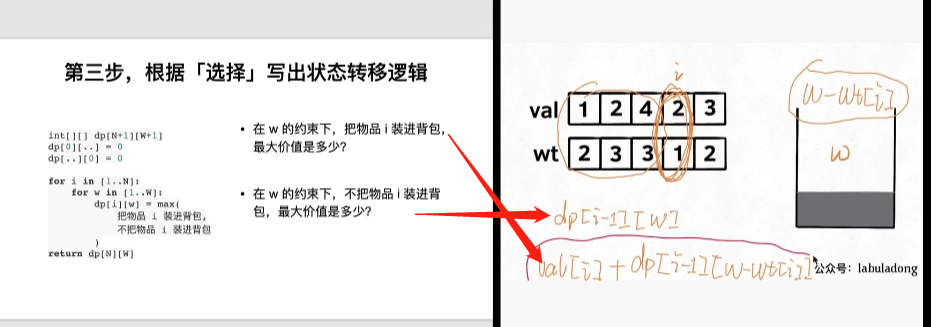 第三步，根据「选择」写出状态转移逻辑
int[][] dp[N+1][W+1]
dp[0][..] = 0
dp[..][0] = 0
for i in [1..N]:
for w in [1..W]:
dp[i][w] = max(
把物品 i 装进背包,
不把物品 i 装进背包
)
return dp[N][W]
• 在 w 的约束下，把物品 i 装进背包，
最大价值是多少？
• 在 w 的约束下，不把物品 i 装进背
包，最大价值是多少？
i
val 1 2 4 2 3
wt 2 3 3 1 2
w-wt[i]
w
dp[i-1][w]
val[i] + dp[i-1][w-wt[i]]
公众号：labuladong